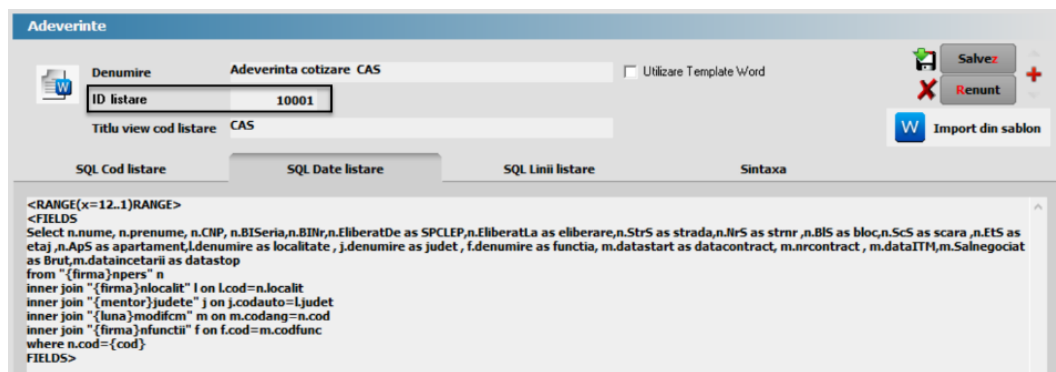 Adeverinte
Denumire Adeverinta cotizare CAS Utilizare Template Word Salvez
ID listare 10001 Renunt
Titlu view cod listare CAS W Import din sablon
SQL Cod listare SQL Date listare SQL Linii listare Sintaxa
<RANGE(x=12..1)RANGE>
<FIELDS
Select n.nume, n.prenume, n.CNP, n.BISeria,n.BINr,n.EliberatDe as SPCLEP,n.EliberatLa as eliberare,n.StrS as strada,n.NrS as strnr ,n.BlS as bloc,n.ScS as scara ,n.EtS as
etaj ,n.ApS as apartament,l.denumire as localitate , j.denumire as judet , f.denumire as functia, m.datastart as datacontract, m.nrcontract , m.dataITM,m.Salnegociat
as Brut,m.dataincetarii as datastop
from "{firma}npers" n
inner join "{firma}nlocalit" l on l.cod=n.localit
inner join "{mentor}judete" j on j.codauto=l.judet
inner join "{luna}modifcm" m on m.codang=n.cod
inner join "{firma}nfunctii" f on f.cod=m.codfunc
where n.cod={cod}
FIELDS>